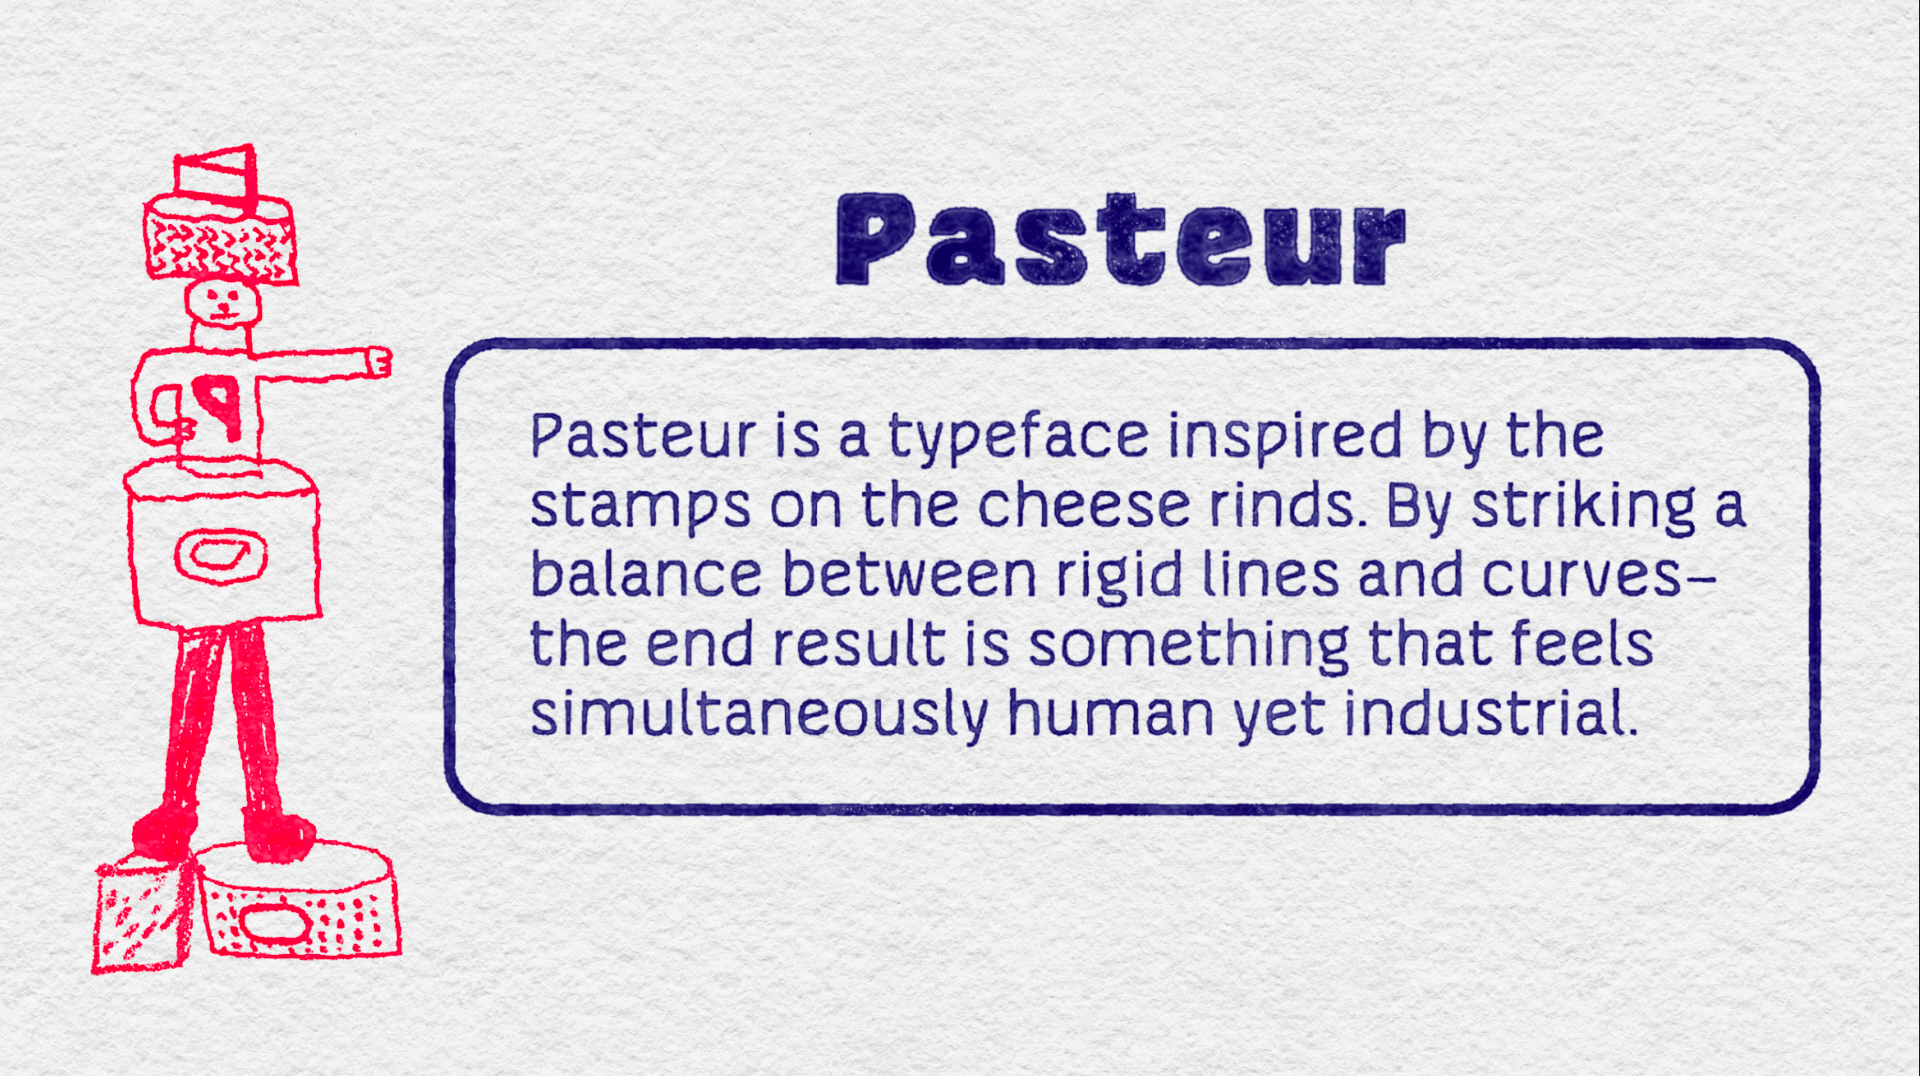 Pasteur
Pasteur is a typeface inspired by the
stamps on the cheese rinds. By striking a
balance between rigid lines and curves–
the end result is something that feels
simultaneously human yet industrial.